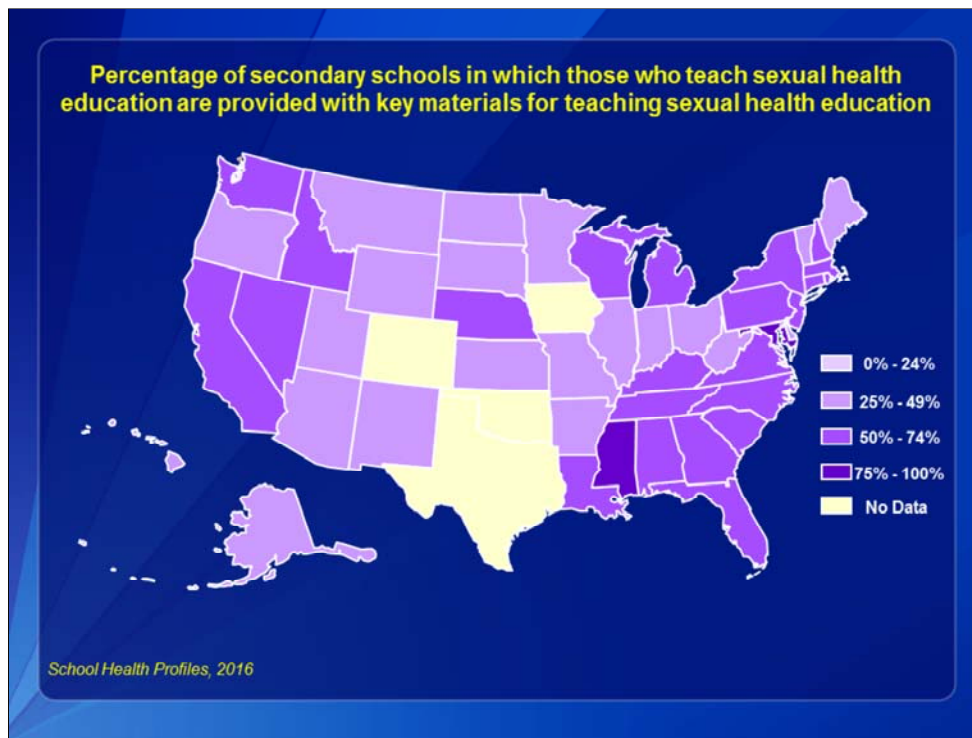 Percentage of secondary schools in which those who teach sexual health
education are provided with key materials for teaching sexual health education
0% - 24%
25% - 49%
50% - 74%
75% - 100%
No Data
School Health Profiles, 2016